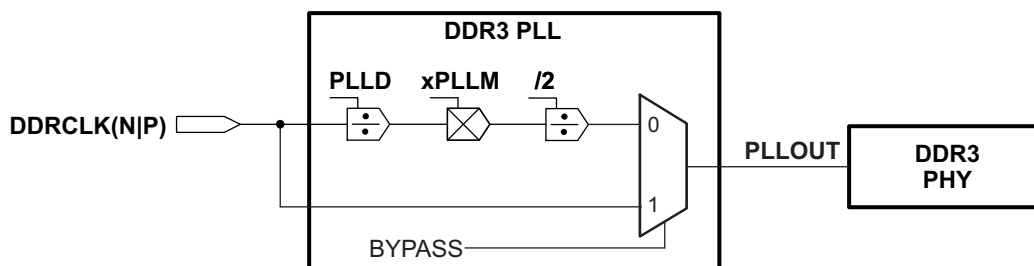 DDR3 PLL
PLLD
xPLLM
/2
DDRCLK(N|P)
0
PLLOUT
DDR3
PHY
1
BYPASS